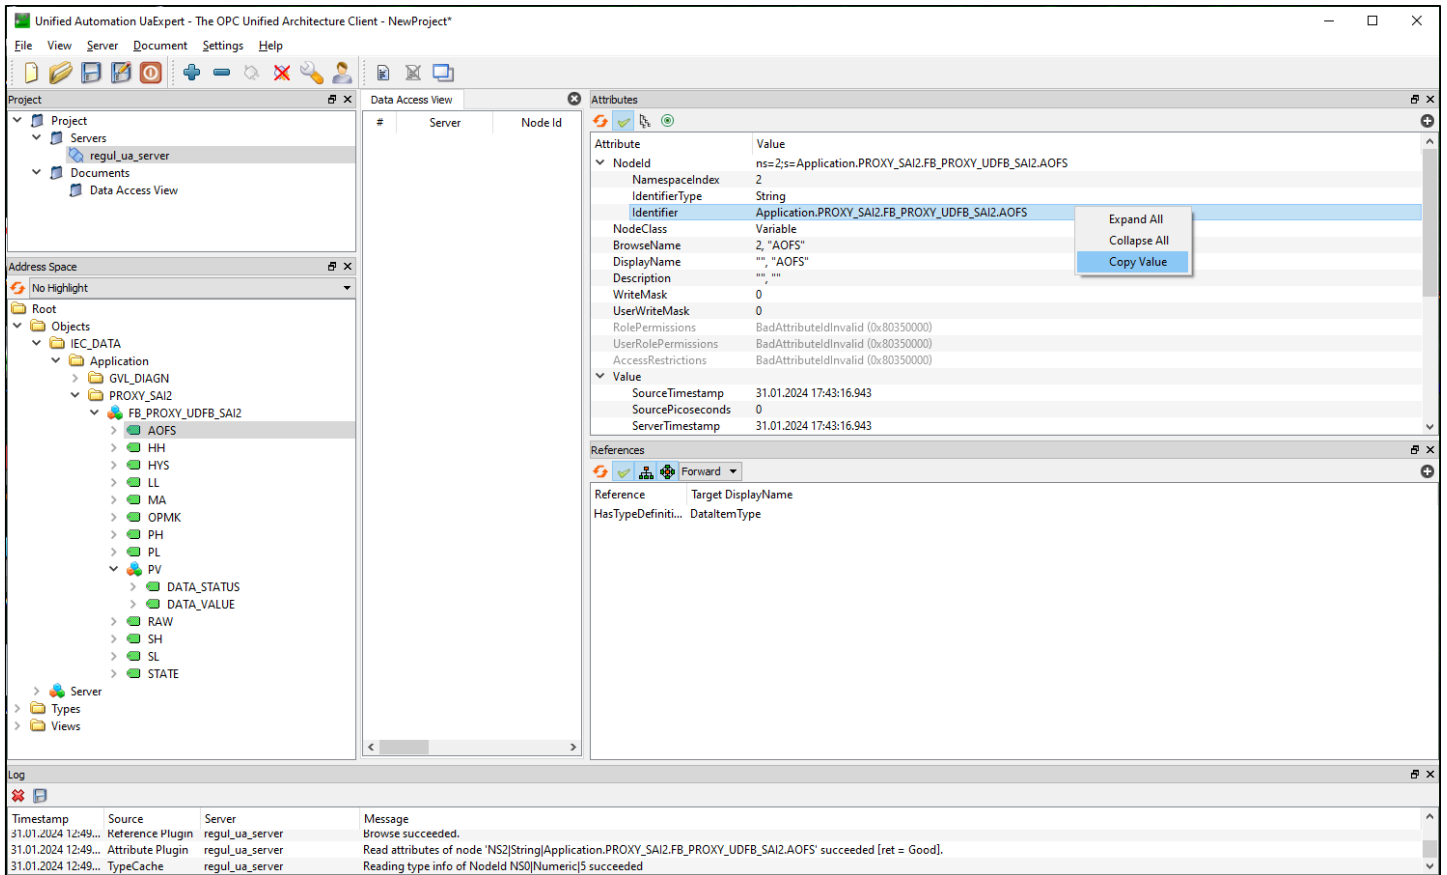 Unified Automation UaExpert - The OPC Unified Architecture Client - NewProject*
File View Server Document Settings Help
Project
Project
Servers
regul_ua_server
Documents
Data Access View
Address Space
No Highlight
Root
Objects
IEC_DATA
Application
GVL_DIAGN
PROXY_SAI2
FB_PROXY_UDFB_SAI2
AOFS
HH
HYS
LL
MA
OPMK
PH
PL
PV
DATA_STATUS
DATA_VALUE
RAW
SH
SL
STATE
Server
Types
Views
Data Access View
# Server Node Id
Attributes
Attribute Value
NodeId ns=2;s=Application.PROXY_SAI2.FB_PROXY_UDFB_SAI2.AOFS
NamespaceIndex 2
IdentifierType String
Identifier Application.PROXY_SAI2.FB_PROXY_UDFB_SAI2.AOFS
NodeClass Variable
BrowseName 2, "AOFS"
DisplayName "", "AOFS"
Description "", ""
WriteMask 0
UserWriteMask 0
RolePermissions BadAttributeIdInvalid (0x80350000)
UserRolePermissions BadAttributeIdInvalid (0x80350000)
AccessRestrictions BadAttributeIdInvalid (0x80350000)
Value
SourceTimestamp 31.01.2024 17:43:16.943
SourcePicoseconds 0
ServerTimestamp 31.01.2024 17:43:16.943
Expand All
Collapse All
Copy Value
References
Forward
Reference Target DisplayName
HasTypeDefiniti... DataItemType
Log
Timestamp Source Server Message
31.01.2024 12:49... Reference Plugin regul_ua_server Browse succeeded.
31.01.2024 12:49... Attribute Plugin regul_ua_server Read attributes of node 'NS2|String|Application.PROXY_SAI2.FB_PROXY_UDFB_SAI2.AOFS' succeeded [ret = Good].
31.01.2024 12:49... TypeCache regul_ua_server Reading type info of NodeId NS0|Numeric|5 succeeded